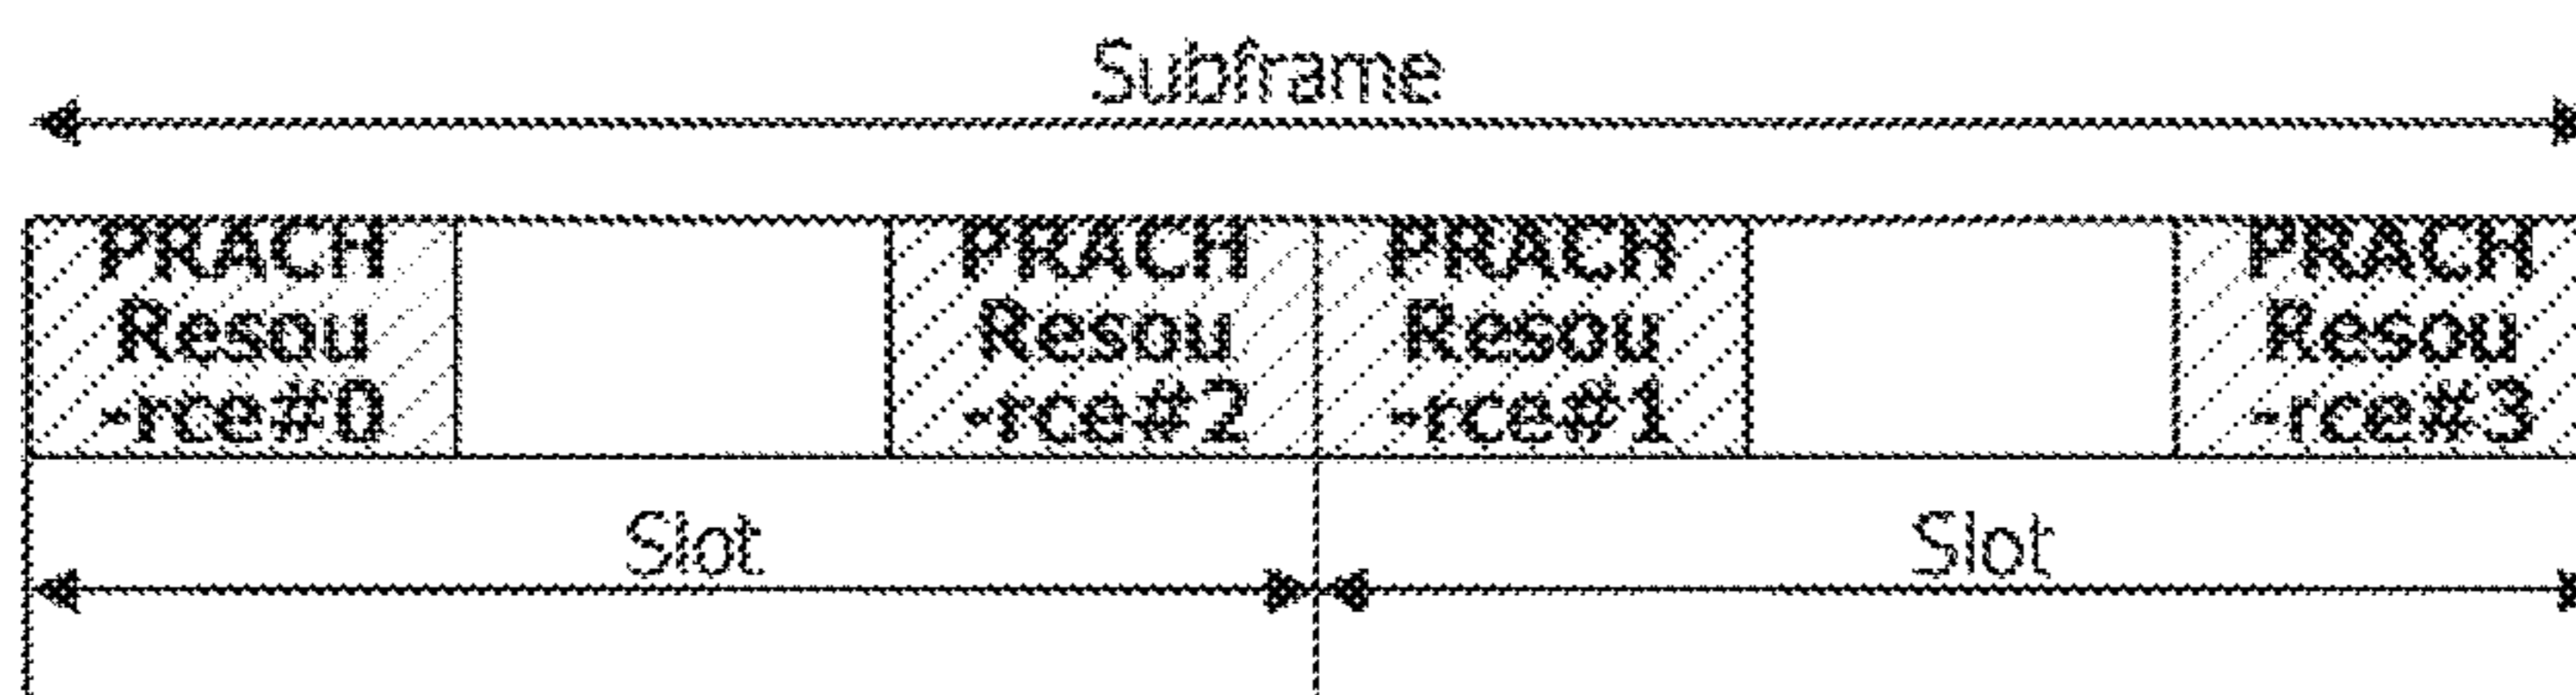 Subframe
PRACH
Resou
-rce#0
PRACH
Resou
-rce#2
PRACH
Resou
-rce#1
PRACH
Resou
-rce#3
Slot
Slot